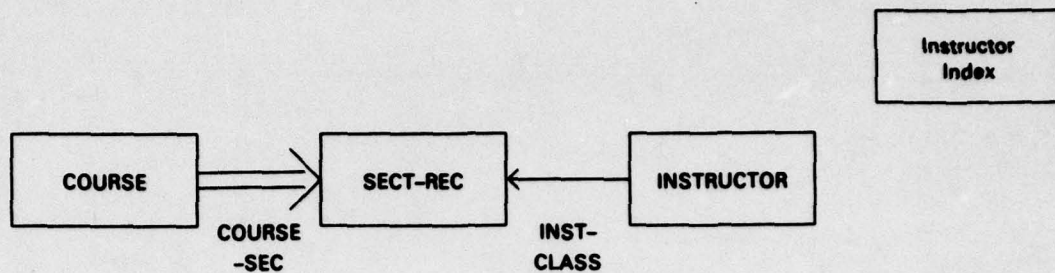 Instructor
Index
COURSE
SECT-REC
INSTRUCTOR
COURSE
-SEC
INST-
CLASS